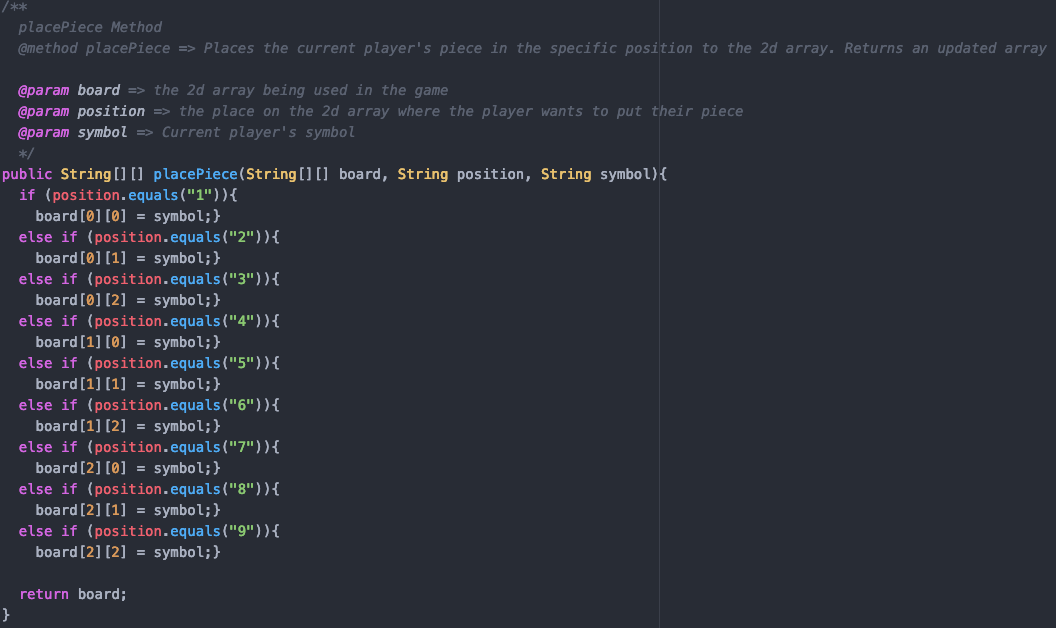 /**
  placePiece Method
  @method placePiece => Places the current player's piece in the specific position to the 2d array. Returns an updated array

  @param board => the 2d array being used in the game
  @param position => the place on the 2d array where the player wants to put their piece
  @param symbol => Current player's symbol
  */
public String[][] placePiece(String[][] board, String position, String symbol){
  if (position.equals("1")){
    board[0][0] = symbol;}
  else if (position.equals("2")){
    board[0][1] = symbol;}
  else if (position.equals("3")){
    board[0][2] = symbol;}
  else if (position.equals("4")){
    board[1][0] = symbol;}
  else if (position.equals("5")){
    board[1][1] = symbol;}
  else if (position.equals("6")){
    board[1][2] = symbol;}
  else if (position.equals("7")){
    board[2][0] = symbol;}
  else if (position.equals("8")){
    board[2][1] = symbol;}
  else if (position.equals("9")){
    board[2][2] = symbol;}

  return board;
}